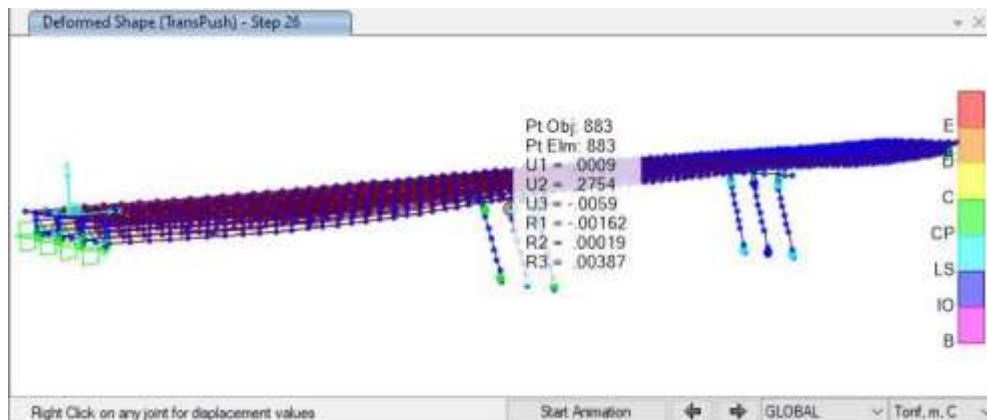 Deformed Shape (TransPush) - Step 26
Pt Obj: 883
Pt Elm: 883
U1 = .0009
U2 = .2754
U3 = -.0059
R1 = -.00162
R2 = .00019
R3 = .00387
E
D
C
CP
LS
IO
B
Right Click on any joint for displacement values
Start Animation
GLOBAL
Tonf, m, C